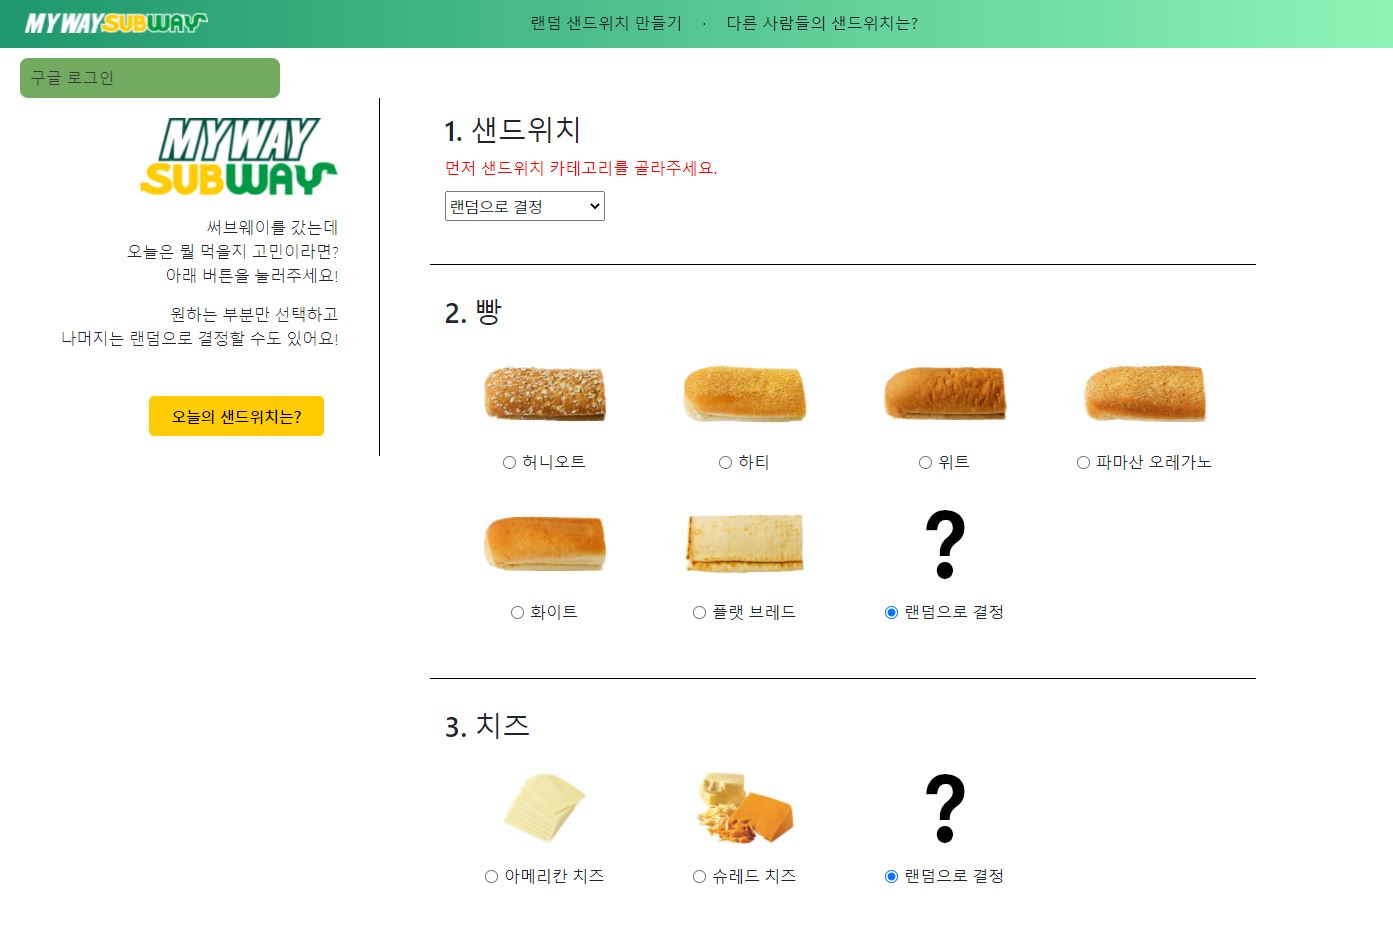 MYWAYSUBWAY
랜덤 샌드위치 만들기 · 다른 사람들의 샌드위치는?
구글 로그인
MYWAY
SUBWAY
써브웨이를 갔는데
오늘은 뭘 먹을지 고민이라면?
아래 버튼을 눌러주세요!
원하는 부분만 선택하고
나머지는 랜덤으로 결정할 수도 있어요!
오늘의 샌드위치는?
1. 샌드위치
먼저 샌드위치 카테고리를 골라주세요.
랜덤으로 결정
2. 빵
허니오트 하티 위트 파마산 오레가노
?
화이트 플랫 브레드 랜덤으로 결정
3. 치즈
?
아메리칸 치즈 슈레드 치즈 랜덤으로 결정